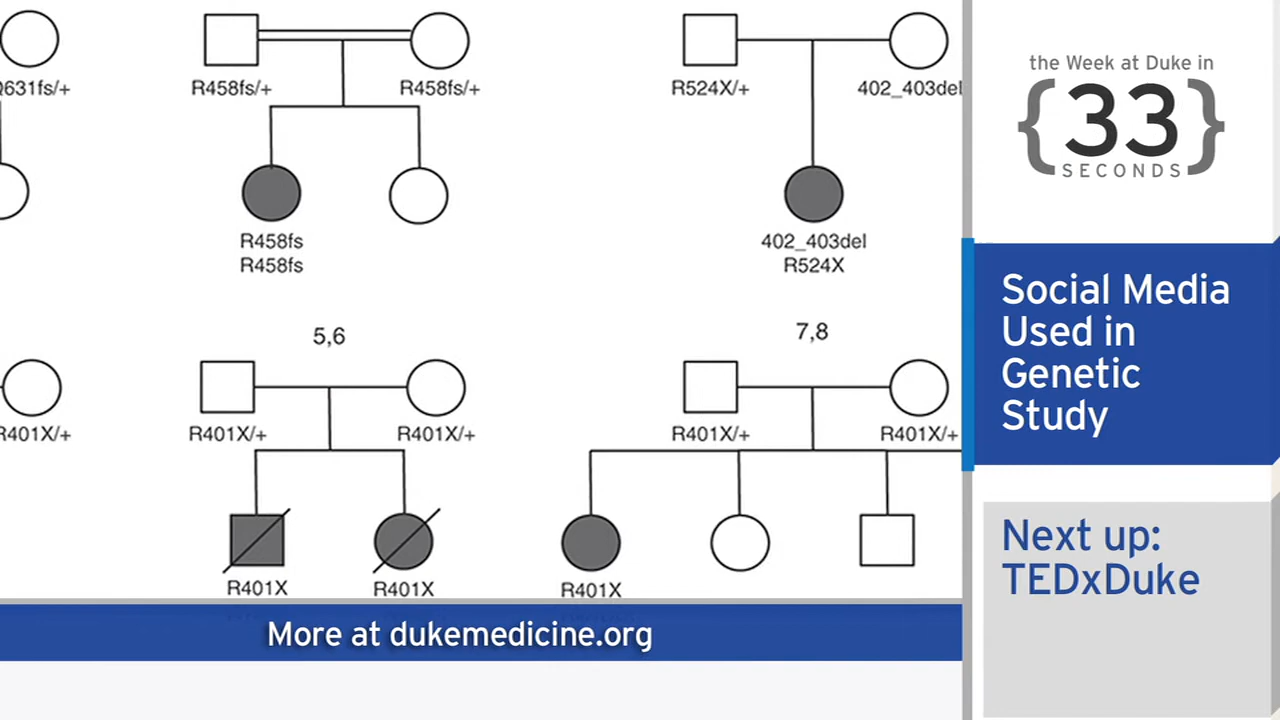 Q631fs/+
R458fs/+
R458fs/+
R524X/+
402_403del
R458fs
R458fs
402_403del
R524X
5,6
7,8
R401X/+
R401X/+
R401X/+
R401X/+
R401X/+
R401X
R401X
R401X
More at dukemedicine.org
the Week at Duke in
{33}
SECONDS
Social Media
Used in
Genetic
Study
Next up:
TEDxDuke